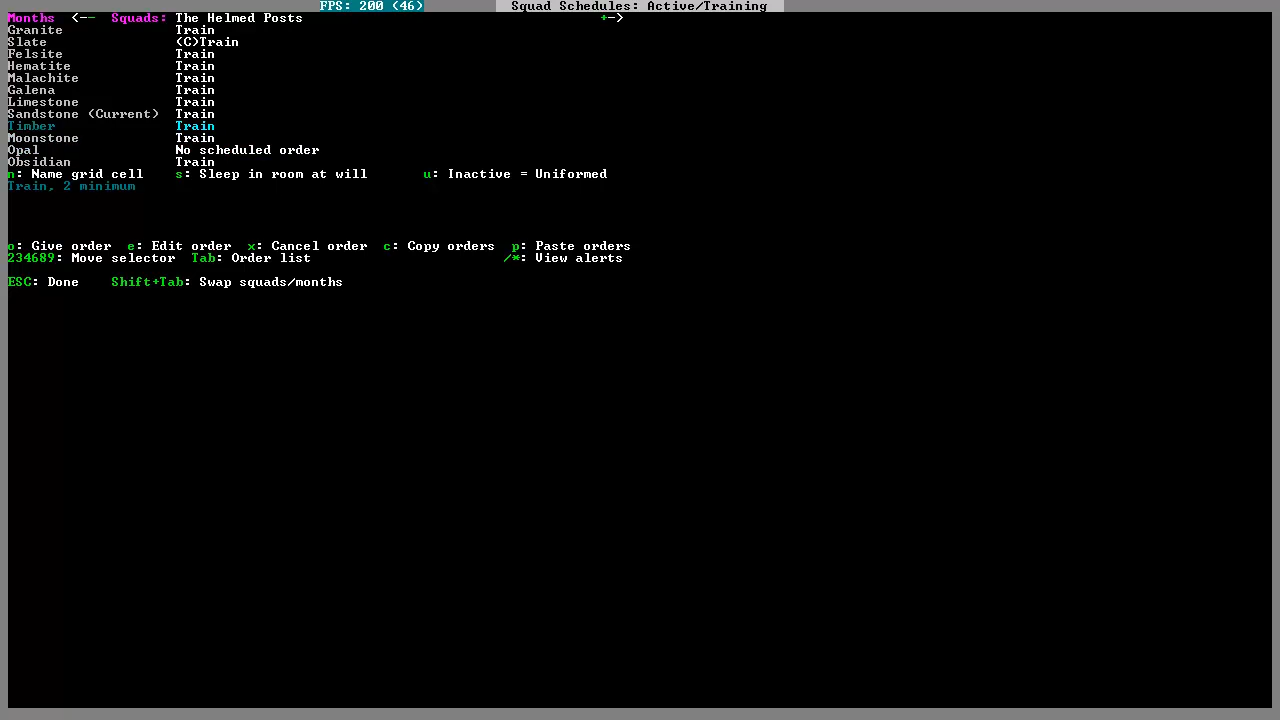 FPS: 200 (46) Squad Schedules: Active/Training
Months <-- Squads: The Helmed Posts +->
Granite Train
Slate (C)Train
Felsite Train
Hematite Train
Malachite Train
Galena Train
Limestone Train
Sandstone (Current) Train
Timber Train
Moonstone Train
Opal No scheduled order
Obsidian Train
n: Name grid cell s: Sleep in room at will u: Inactive = Uniformed
Train, 2 minimum
o: Give order e: Edit order x: Cancel order c: Copy orders p: Paste orders
234689: Move selector Tab: Order list /*: View alerts
ESC: Done Shift+Tab: Swap squads/months